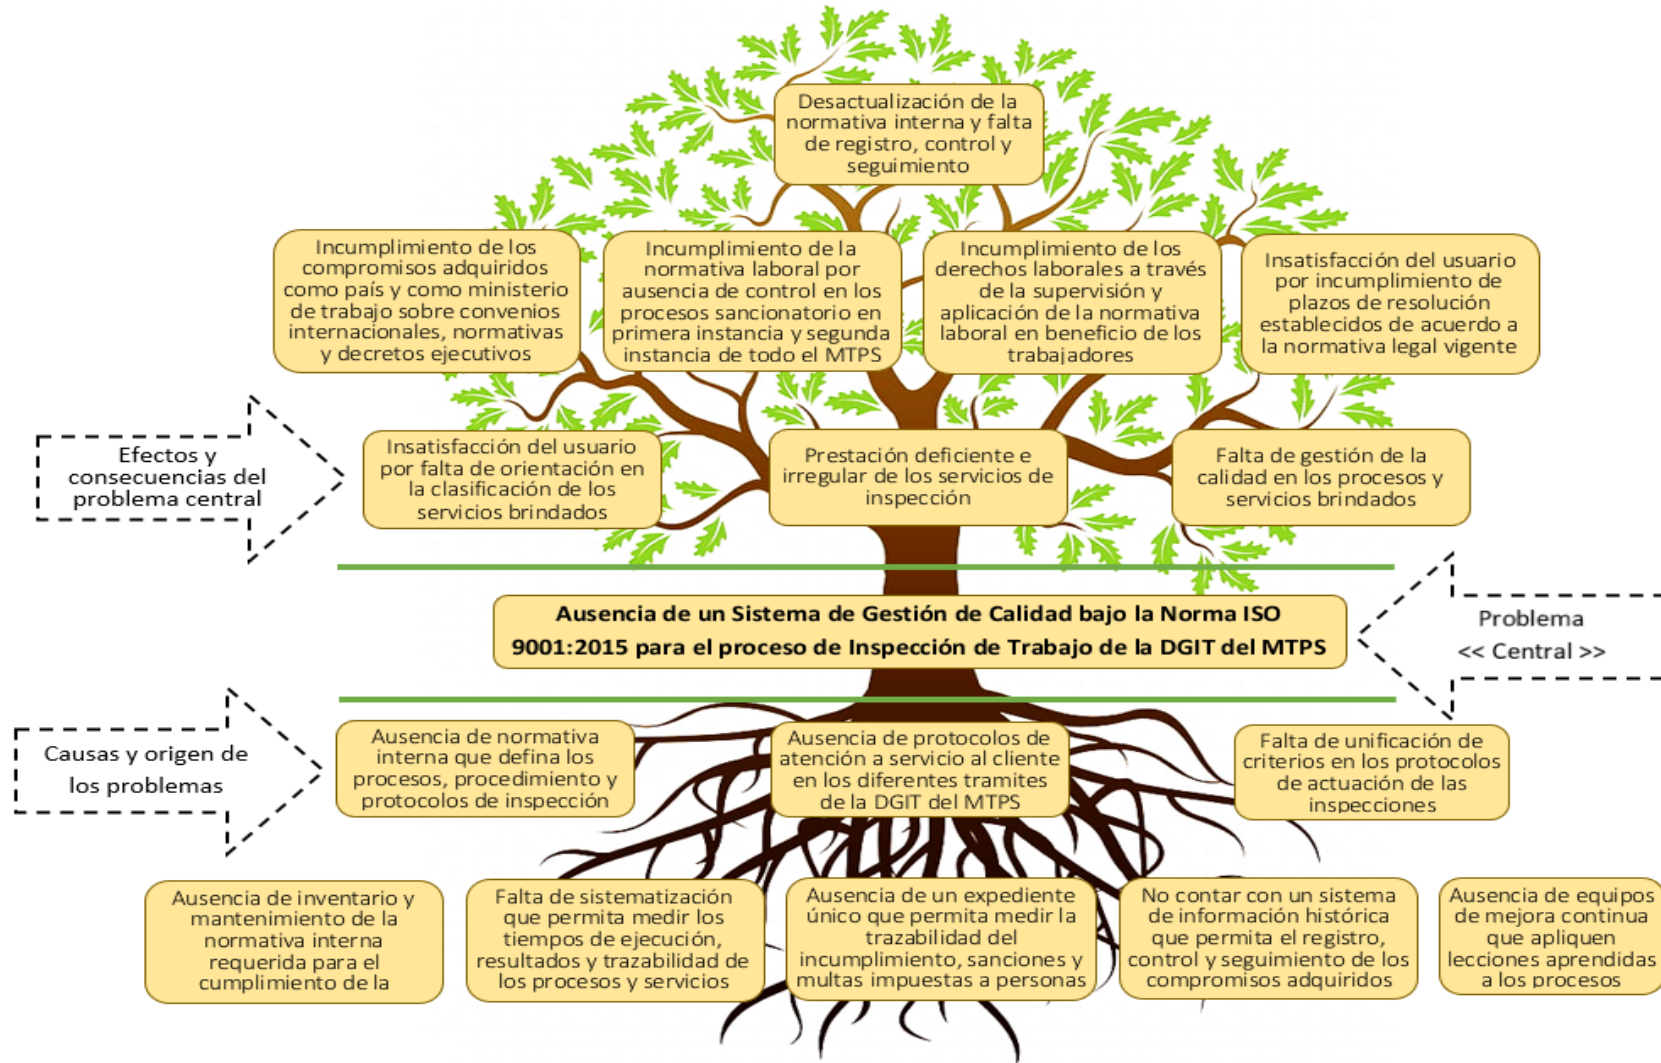 Desactualización de la
normativa interna y falta
de registro, control y
seguimiento
Incumplimiento de los
compromisos adquiridos
como país y como ministerio
de trabajo sobre convenios
internacionales, normativas
y decretos ejecutivos
Incumplimiento de la
normativa laboral por
ausencia de control en los
procesos sancionatorio en
primera instancia y segunda
instancia de todo el MTPS
Incumplimiento de los
derechos laborales a través
de la supervisión y
aplicación de la normativa
laboral en beneficio de los
trabajadores
Insatisfacción del usuario
por incumplimiento de
plazos de resolución
establecidos de acuerdo a
la normativa legal vigente
Efectos y
consecuencias del
problema central
Insatisfacción del usuario
por falta de orientación en
la clasificación de los
servicios brindados
Prestación deficiente e
irregular de los servicios de
inspección
Falta de gestión de la
calidad en los procesos y
servicios brindados
Ausencia de un Sistema de Gestión de Calidad bajo la Norma ISO
9001:2015 para el proceso de Inspección de Trabajo de la DGIT del MTPS
Problema
<< Central >>
Causas y origen de
los problemas
Ausencia de normativa
interna que defina los
procesos, procedimiento y
protocolos de inspección
Ausencia de protocolos de
atención a servicio al cliente
en los diferentes tramites
de la DGIT del MTPS
Falta de unificación de
criterios en los protocolos
de actuación de las
inspecciones
Ausencia de inventario y
mantenimiento de la
normativa interna
requerida para el
cumplimiento de la
Falta de sistematización
que permita medir los
tiempos de ejecución,
resultados y trazabilidad de
los procesos y servicios
Ausencia de un expediente
único que permita medir la
trazabilidad del
incumplimiento, sanciones y
multas impuestas a personas
No contar con un sistema
de información histórica
que permita el registro,
control y seguimiento de los
compromisos adquiridos
Ausencia de equipos
de mejora continua
que apliquen
lecciones aprendidas
a los procesos